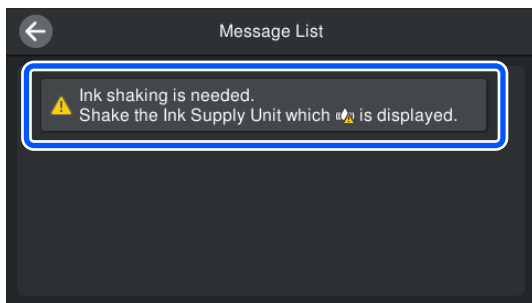 Message List
Ink shaking is needed.
Shake the Ink Supply Unit which is displayed.